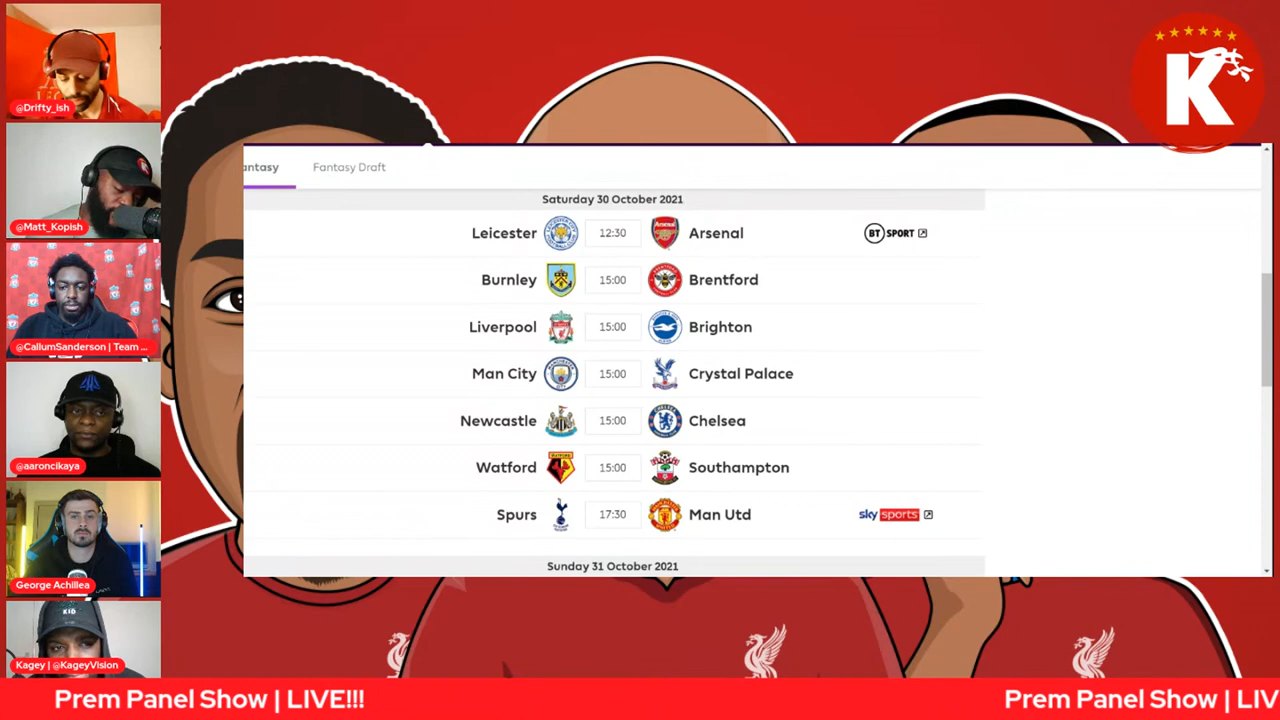 @Drifty_ish
@Matt_Kopish
@CallumSanderson | Team ...
@aaroncikaya
George Achillea
KID
Kagey | @KageyVision
K
antasy
Fantasy Draft
Saturday 30 October 2021
Leicester 12:30 Arsenal BT SPORT
Burnley 15:00 Brentford
Liverpool 15:00 Brighton
Man City 15:00 Crystal Palace
Newcastle 15:00 Chelsea
Watford 15:00 Southampton
Spurs 17:30 Man Utd sky sports
Sunday 31 October 2021
Prem Panel Show | LIVE!!!
Prem Panel Show | LIV